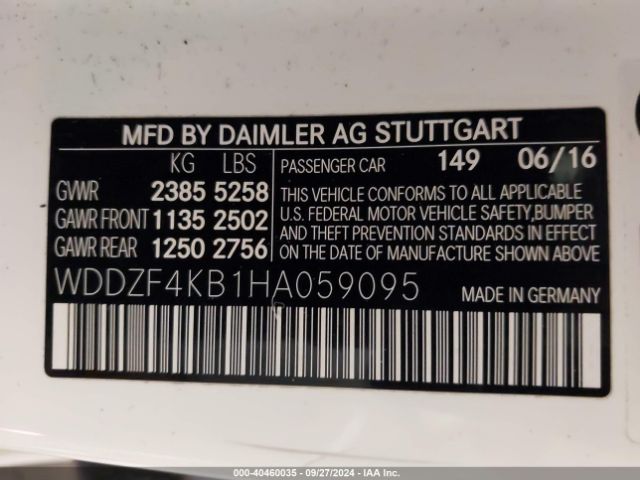 MFD BY DAIMLER AG STUTTGART
KG LBS
GVWR 2385 5258
GAWR FRONT 1135 2502
GAWR REAR 1250 2756
PASSENGER CAR 149 06/16
THIS VEHICLE CONFORMS TO ALL APPLICABLE
U.S. FEDERAL MOTOR VEHICLE SAFETY,BUMPER
AND THEFT PREVENTION STANDARDS IN EFFECT
ON THE DATE OF MANUFACTURE SHOWN ABOVE.
WDDZF4KB1HA059095 MADE IN GERMANY
000-40460035 - 09/27/2024 - IAA Inc.